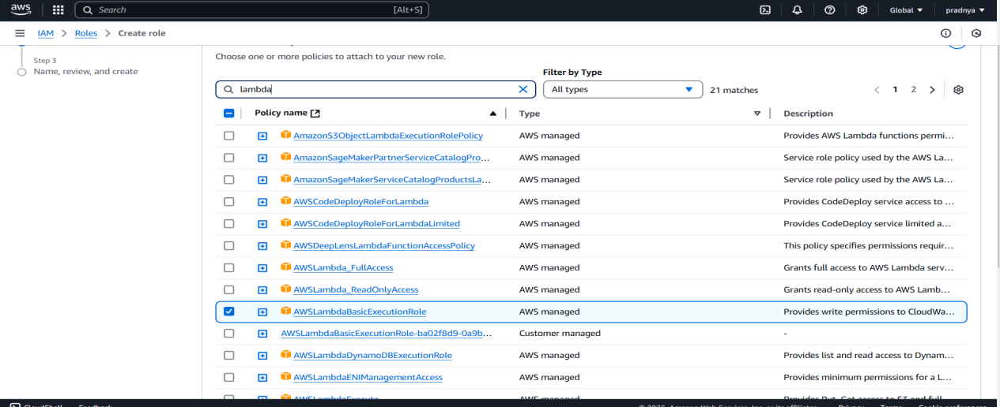 aws Search [Alt+S] Global pradnya
IAM > Roles > Create role
Step 3
Name, review, and create
Choose one or more policies to attach to your new role.
Filter by Type
lambda All types 21 matches 1 2
Policy name Type Description
AmazonS3ObjectLambdaExecutionRolePolicy AWS managed Provides AWS Lambda functions permi...
AmazonSageMakerPartnerServiceCatalogPro... AWS managed Service role policy used by the AWS La...
AmazonSageMakerServiceCatalogProductsLa... AWS managed Service role policy used by the AWS La...
AWSCodeDeployRoleForLambda AWS managed Provides CodeDeploy service access to ...
AWSCodeDeployRoleForLambdaLimited AWS managed Provides CodeDeploy service limited a...
AWSDeepLensLambdaFunctionAccessPolicy AWS managed This policy specifies permissions requir...
AWSLambda_FullAccess AWS managed Grants full access to AWS Lambda serv...
AWSLambda_ReadOnlyAccess AWS managed Grants read-only access to AWS Lamb...
AWSLambdaBasicExecutionRole AWS managed Provides write permissions to CloudWa...
AWSLambdaBasicExecutionRole-ba02f8d9-0a9b... Customer managed -
AWSLambdaDynamoDBExecutionRole AWS managed Provides list and read access to Dynam...
AWSLambdaENIManagementAccess AWS managed Provides minimum permissions for a L...
AWSLambdaExecute AWS managed Provides Put, Get access to S3 and full
CloudShell Feedback © 2025, Amazon Web Services, Inc. or its affiliates. Privacy Terms Cookie preferences